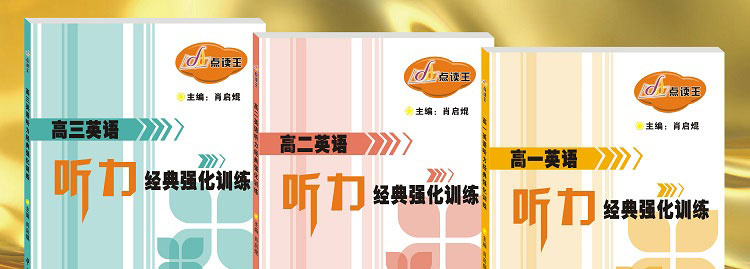 点读王
主编：肖启焜
高三英语
听力 经典强化训练
点读王
主编：肖启焜
高二英语
听力 经典强化训练
点读王
主编：肖启焜
高一英语
听力 经典强化训练